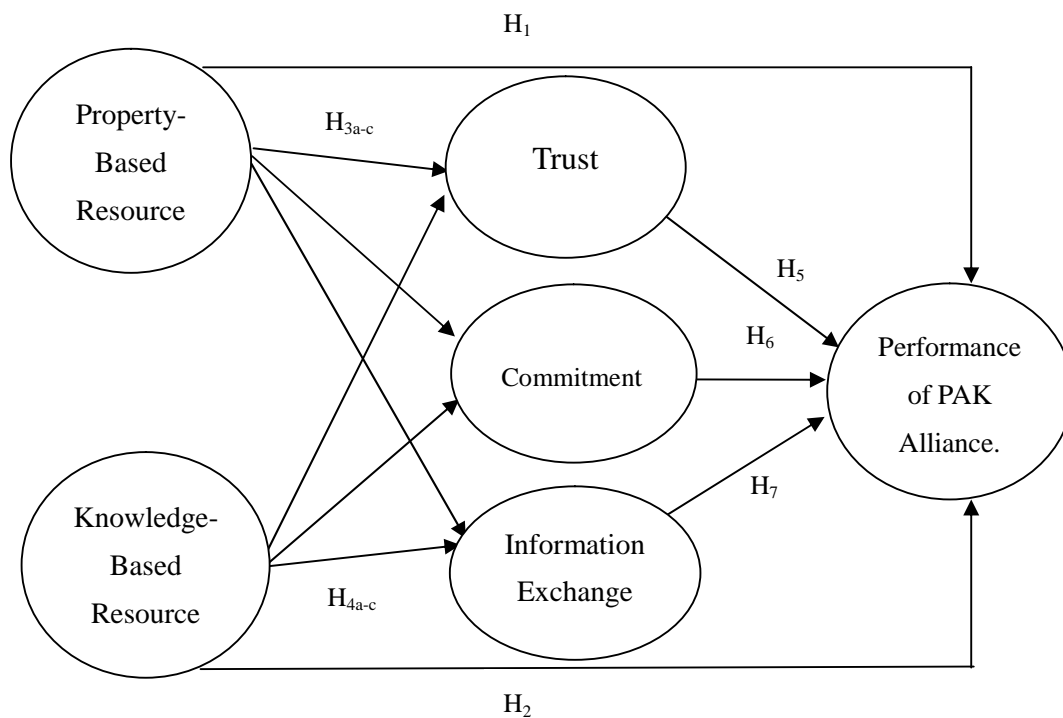 H1
Property-
Based
Resource
H3a-c
Trust
H5
Commitment
H6
Performance
of PAK
Alliance.
H7
Knowledge-
Based
Resource
Information
Exchange
H4a-c
H2